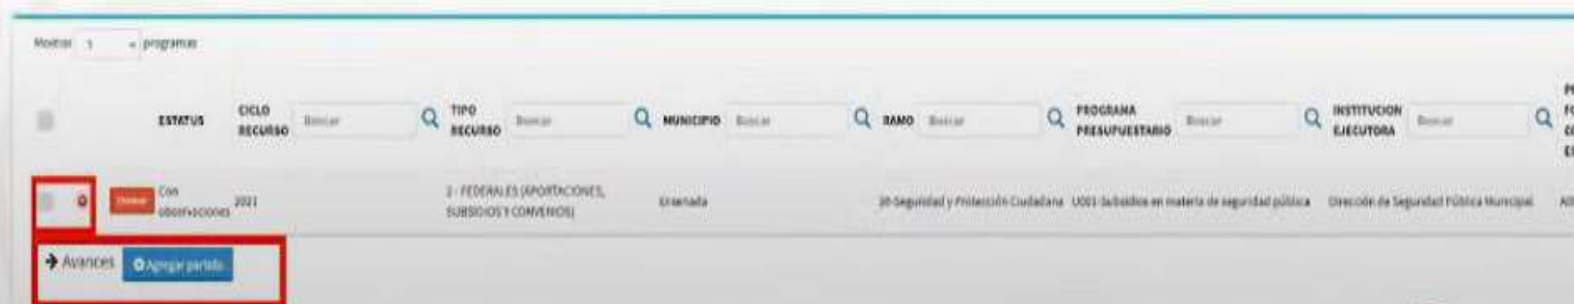 Mostrar programas
ESTATUS CICLO RECURSO Buscar TIPO RECURSO Buscar MUNICIPIO Buscar RAMO Buscar PROGRAMA PRESUPUESTARIO Buscar INSTITUCION EJECUTORA Buscar
Con observaciones 2021 2 - FEDERALES (APORTACIONES, SUBSIDIOS Y CONVENIOS) Ensenada 36-Seguridad y Protección Ciudadana U001-Subsidios en materia de seguridad pública Dirección de Seguridad Pública Municipal
Avances Agregar partida